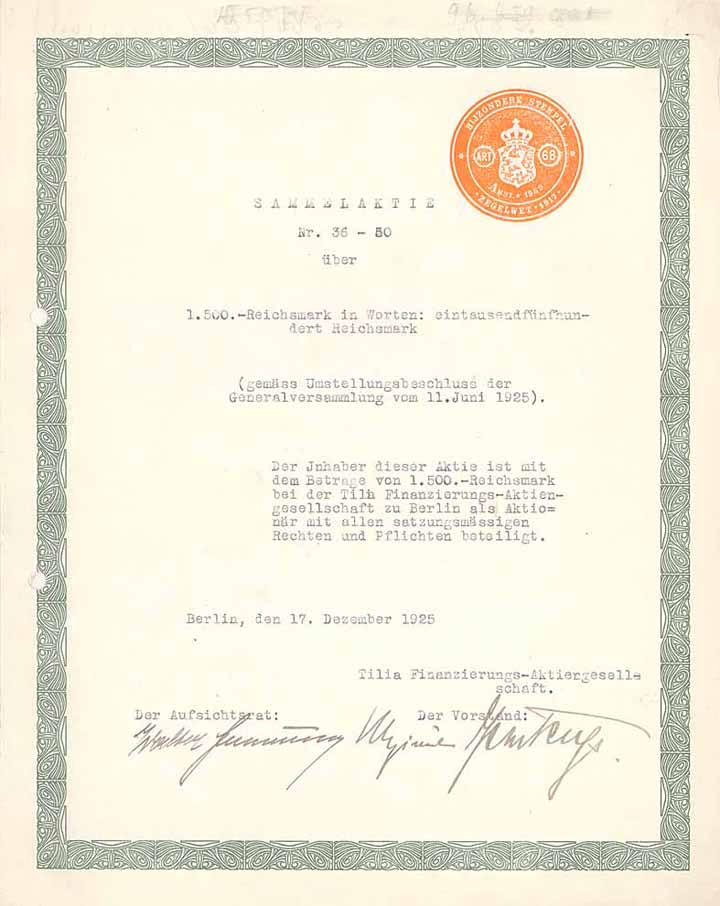 BIJZONDERE STEMPEL
ART 68
ZEGELWET · 1917
SAMMELAKTIE
Nr. 36 - 50
über
1.500.-Reichsmark in Worten: eintausendfünfhun-
dert Reichsmark
(gemäss Umstellungsbeschluss der
Generalversammlung vom 11.Juni 1925).
Der Jnhaber dieser Aktie ist mit
dem Betrage von 1.500.-Reichsmark
bei der Tilia Finanzierungs-Aktien-
gesellschaft zu Berlin als Aktio=
när mit allen satzungsmässigen
Rechten und Pflichten beteiligt.
Berlin, den 17. Dezember 1925
Tilia Finanzierungs-Aktiengesell=
schaft.
Der Aufsichtsrat: Der Vorstand:
Walter